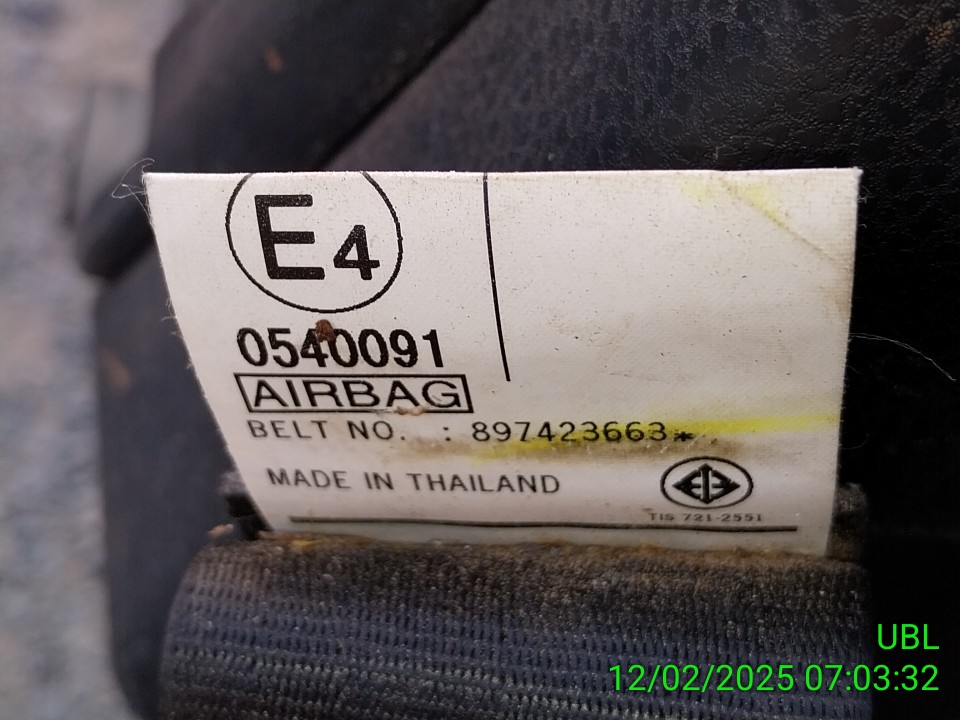 E4
0540091
AIRBAG
BELT NO. : 897423663*
MADE IN THAILAND
TIS 721-2551
UBL
12/02/2025 07:03:32